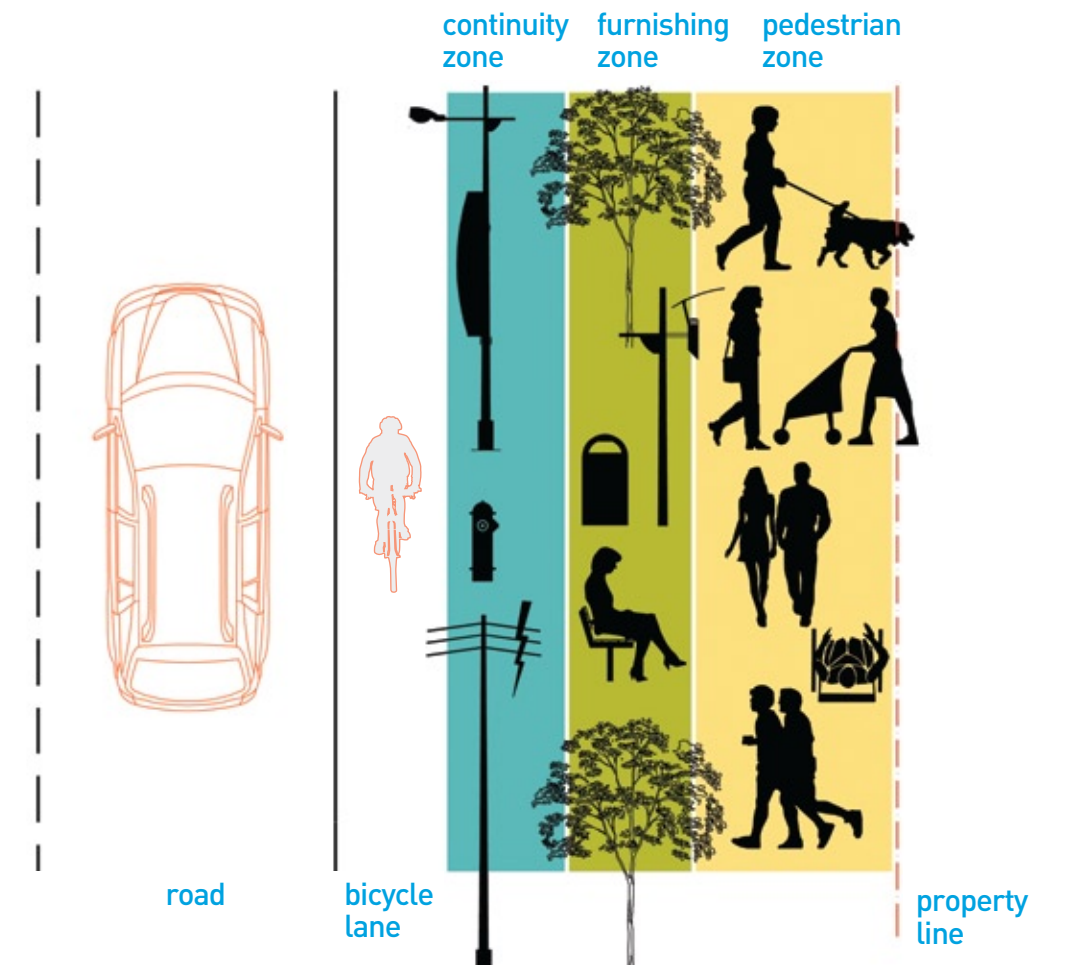 continuity
zone
furnishing
zone
pedestrian
zone
road
bicycle
lane
property
line